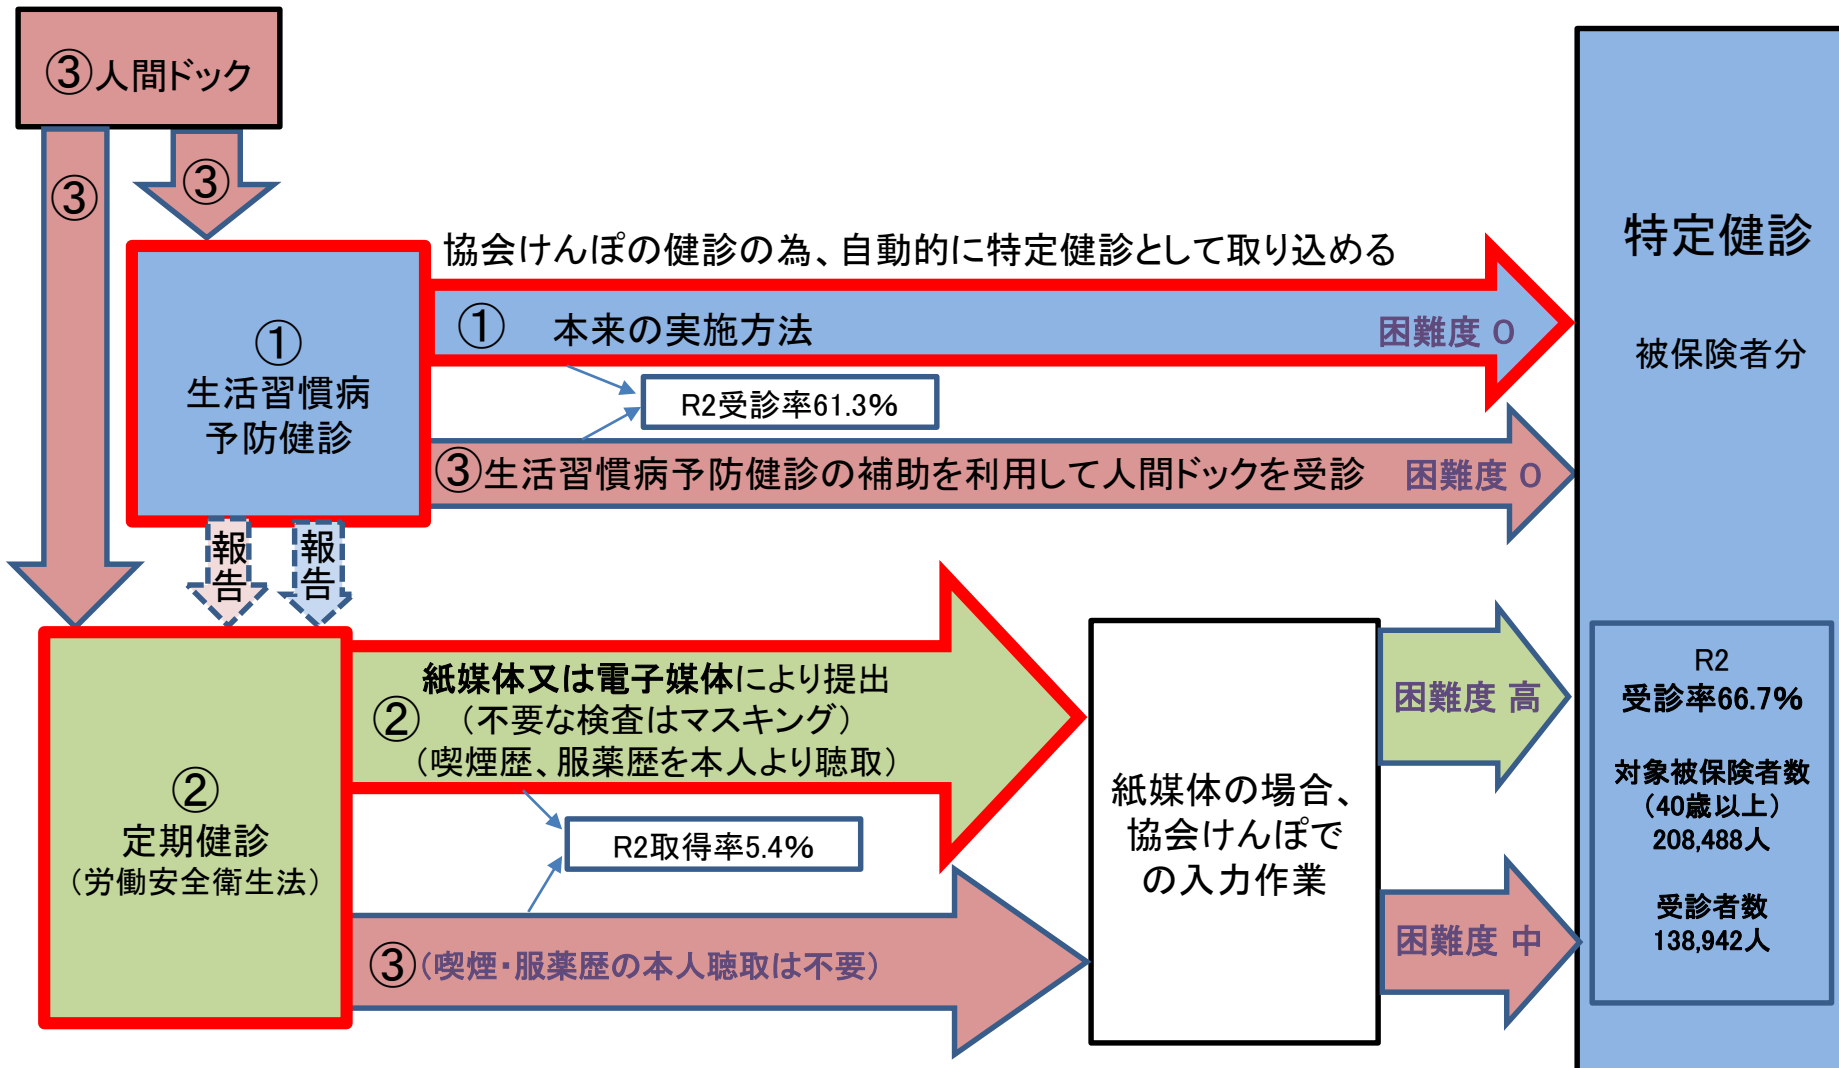 ③人間ドック
③
③
協会けんぽの健診の為、自動的に特定健診として取り込める
①
生活習慣病
予防健診
① 本来の実施方法 困難度 0
R2受診率61.3%
③生活習慣病予防健診の補助を利用して人間ドックを受診 困難度 0
報告
報告
②
定期健診
（労働安全衛生法）
紙媒体又は電子媒体により提出
②
（不要な検査はマスキング）
（喫煙歴、服薬歴を本人より聴取）
R2取得率5.4%
③（喫煙・服薬歴の本人聴取は不要）
紙媒体の場合、
協会けんぽで
の入力作業
困難度 高
困難度 中
特定健診
被保険者分
R2
受診率66.7%
対象被保険者数
（40歳以上）
208,488人
受診者数
138,942人